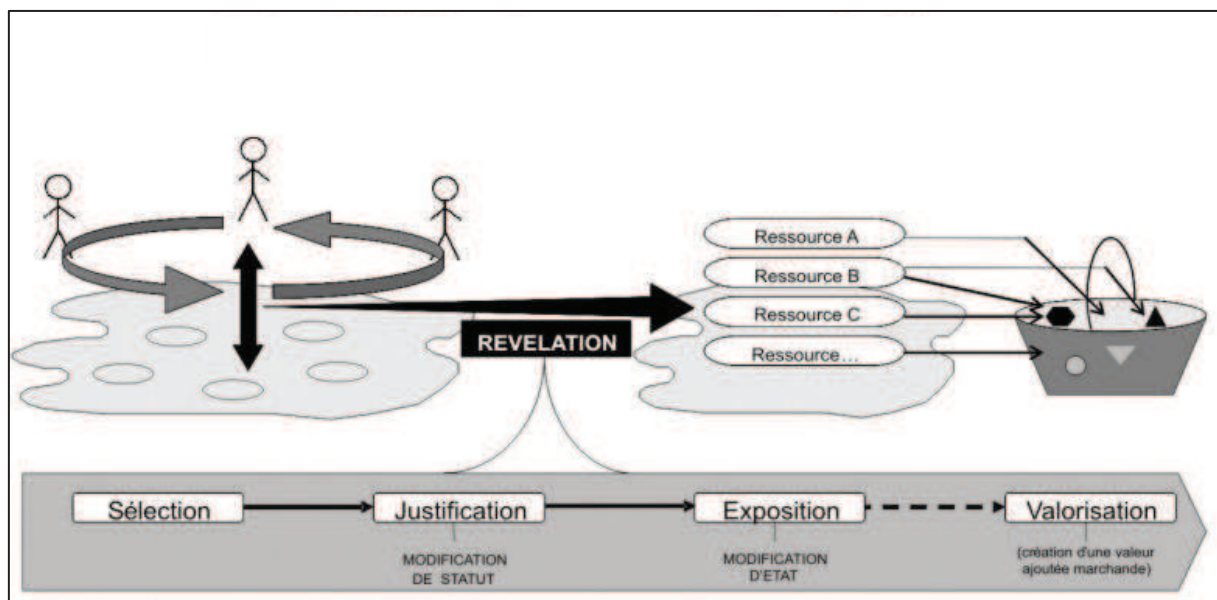 Ressource A
Ressource B
Ressource C
Ressource...
REVELATION
Sélection
Justification
Exposition
Valorisation
MODIFICATION
DE STATUT
MODIFICATION
D'ETAT
(création d'une valeur
ajoutée marchande)